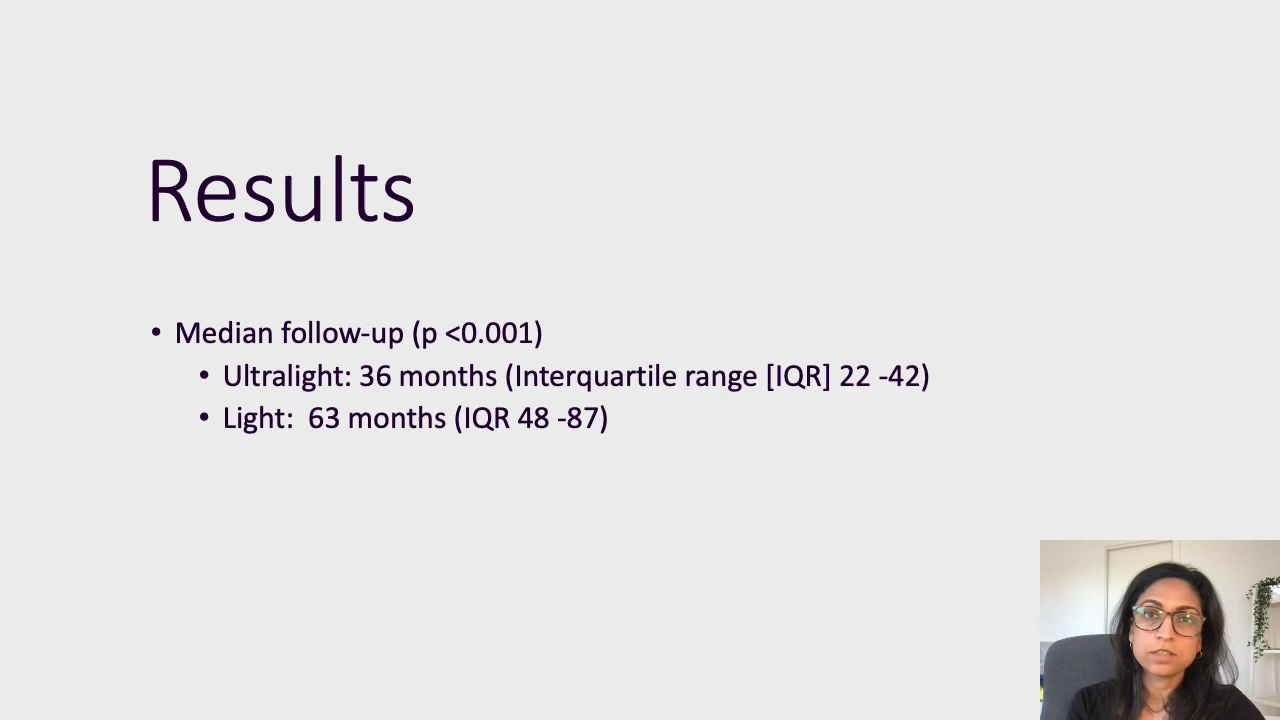 Results
• Median follow-up (p <0.001)
• Ultralight: 36 months (Interquartile range [IQR] 22 -42)
• Light:  63 months (IQR 48 -87)